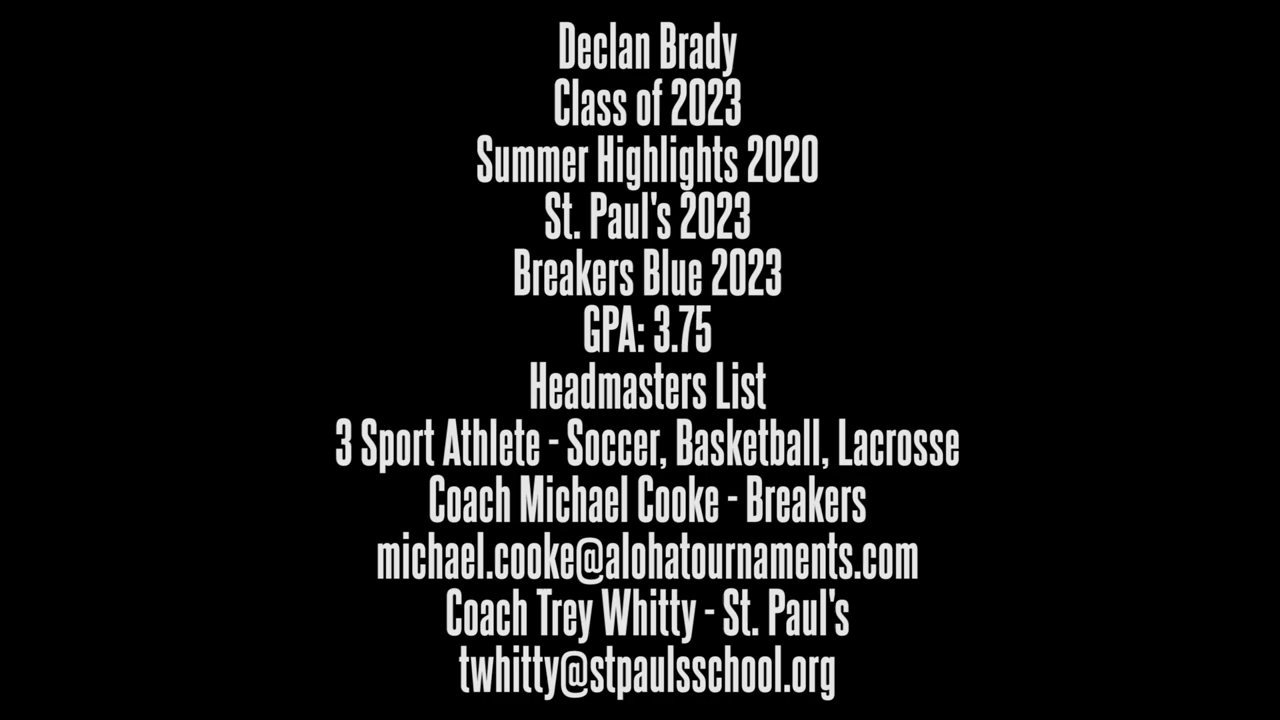 Declan Brady
Class of 2023
Summer Highlights 2020
St. Paul's 2023
Breakers Blue 2023
GPA: 3.75
Headmasters List
3 Sport Athlete - Soccer, Basketball, Lacrosse
Coach Michael Cooke - Breakers
michael.cooke@alohatournaments.com
Coach Trey Whitty - St. Paul's
twhitty@stpaulsschool.org